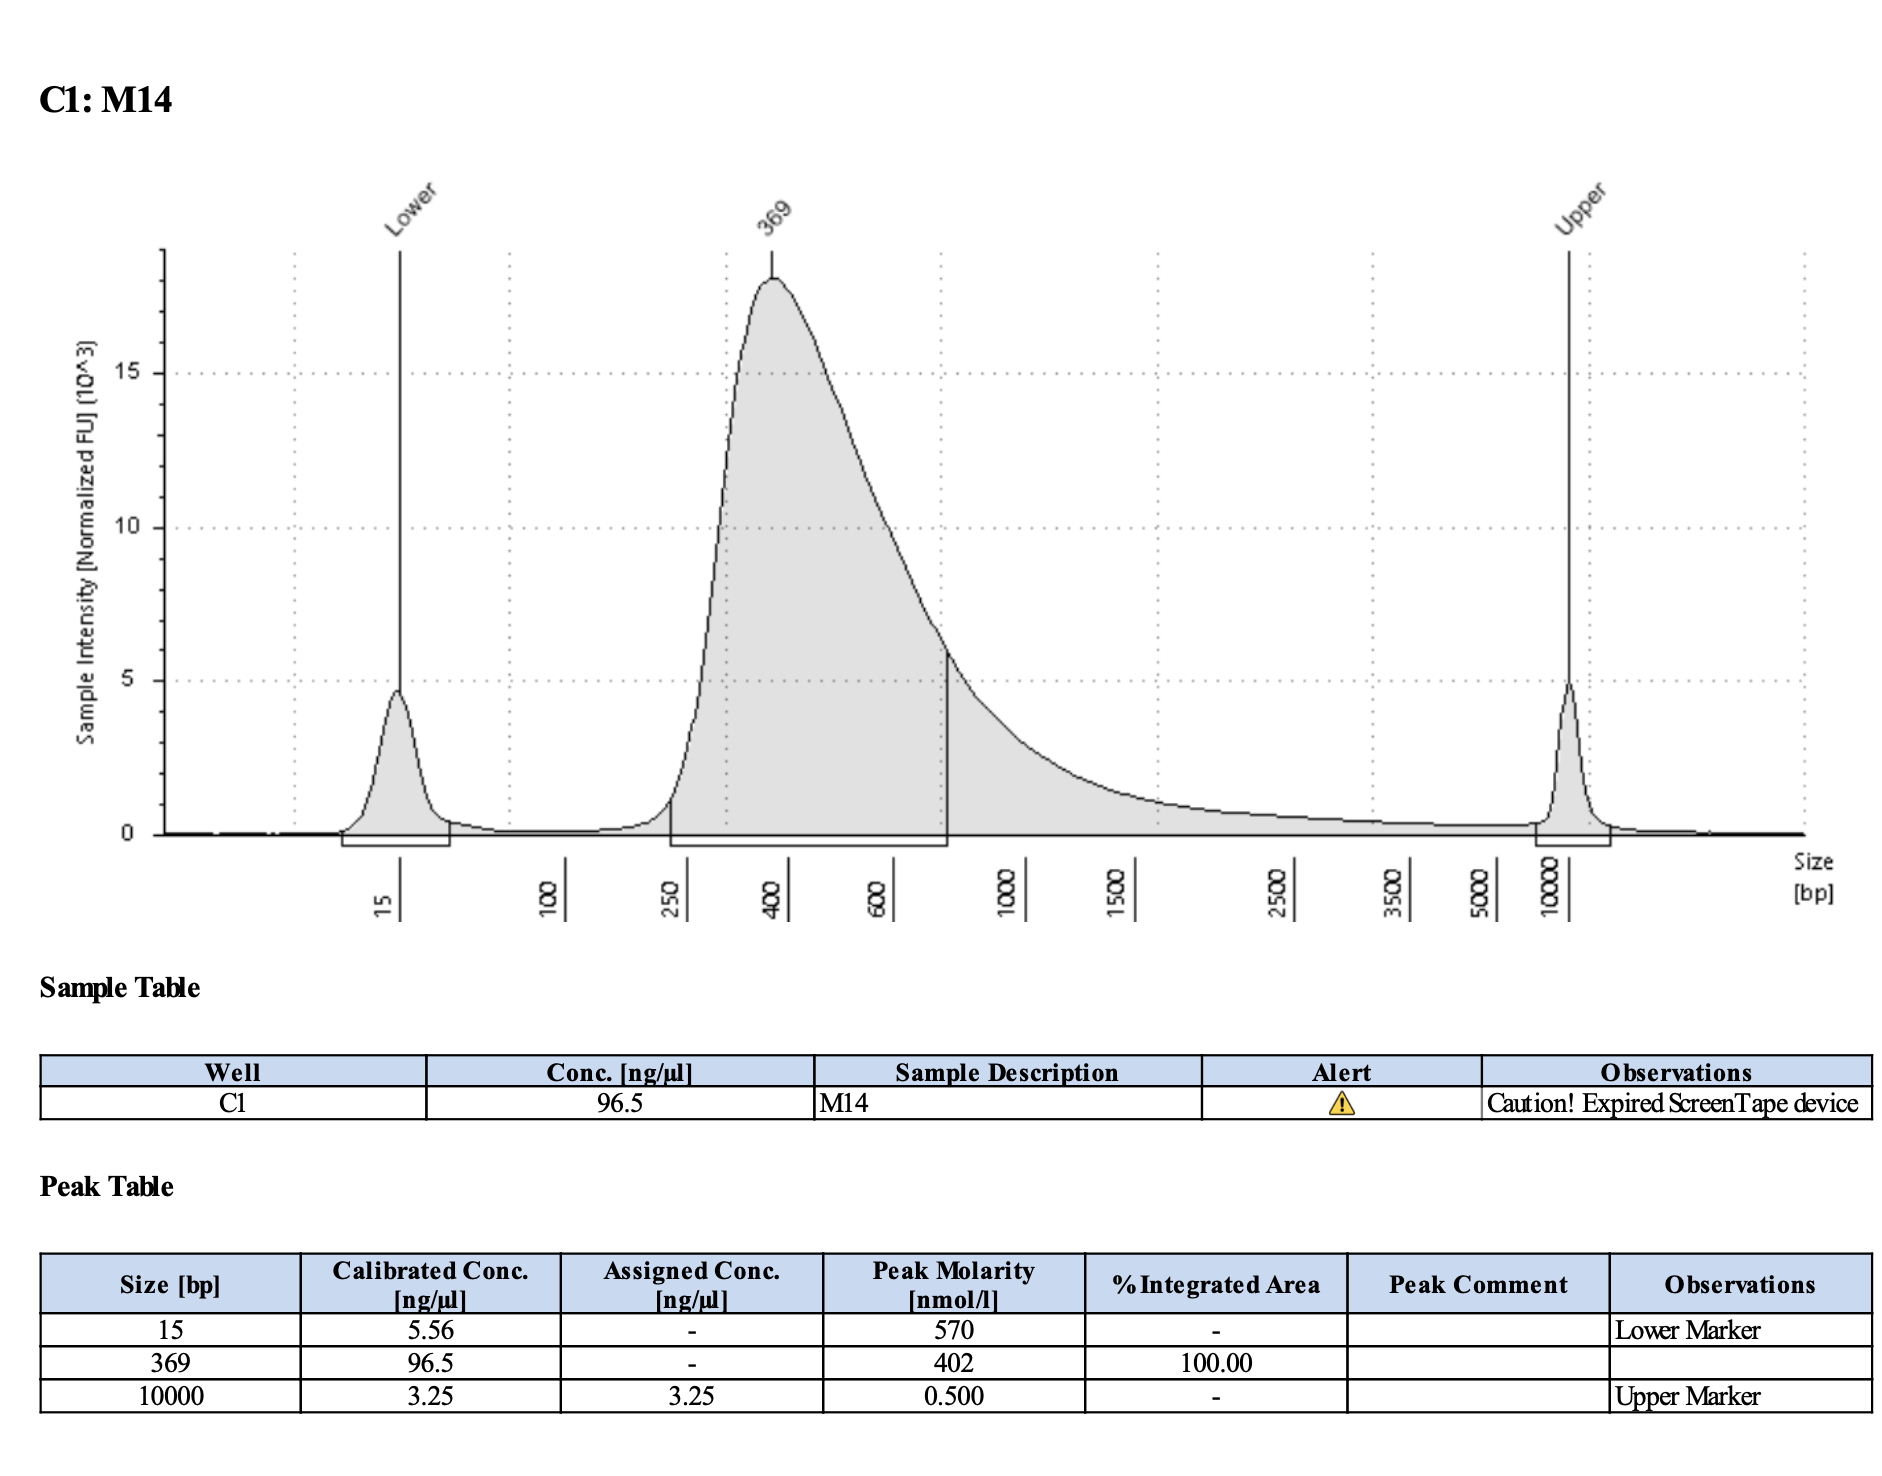 C1: M14
Lower
369
Upper
Sample Intensity [Normalized FU] (10^3)
15
10
5
0
15
100
250
400
600
1000
1500
2500
3500
5000
10000
Size
[bp]
Sample Table
Well Conc. [ng/µl] Sample Description Alert Observations
C1 96.5 M14 Caution! Expired ScreenTape device
Peak Table
Size [bp] Calibrated Conc. [ng/µl] Assigned Conc. [ng/µl] Peak Molarity [nmol/l] % Integrated Area Peak Comment Observations
15 5.56 - 570 - Lower Marker
369 96.5 - 402 100.00
10000 3.25 3.25 0.500 - Upper Marker